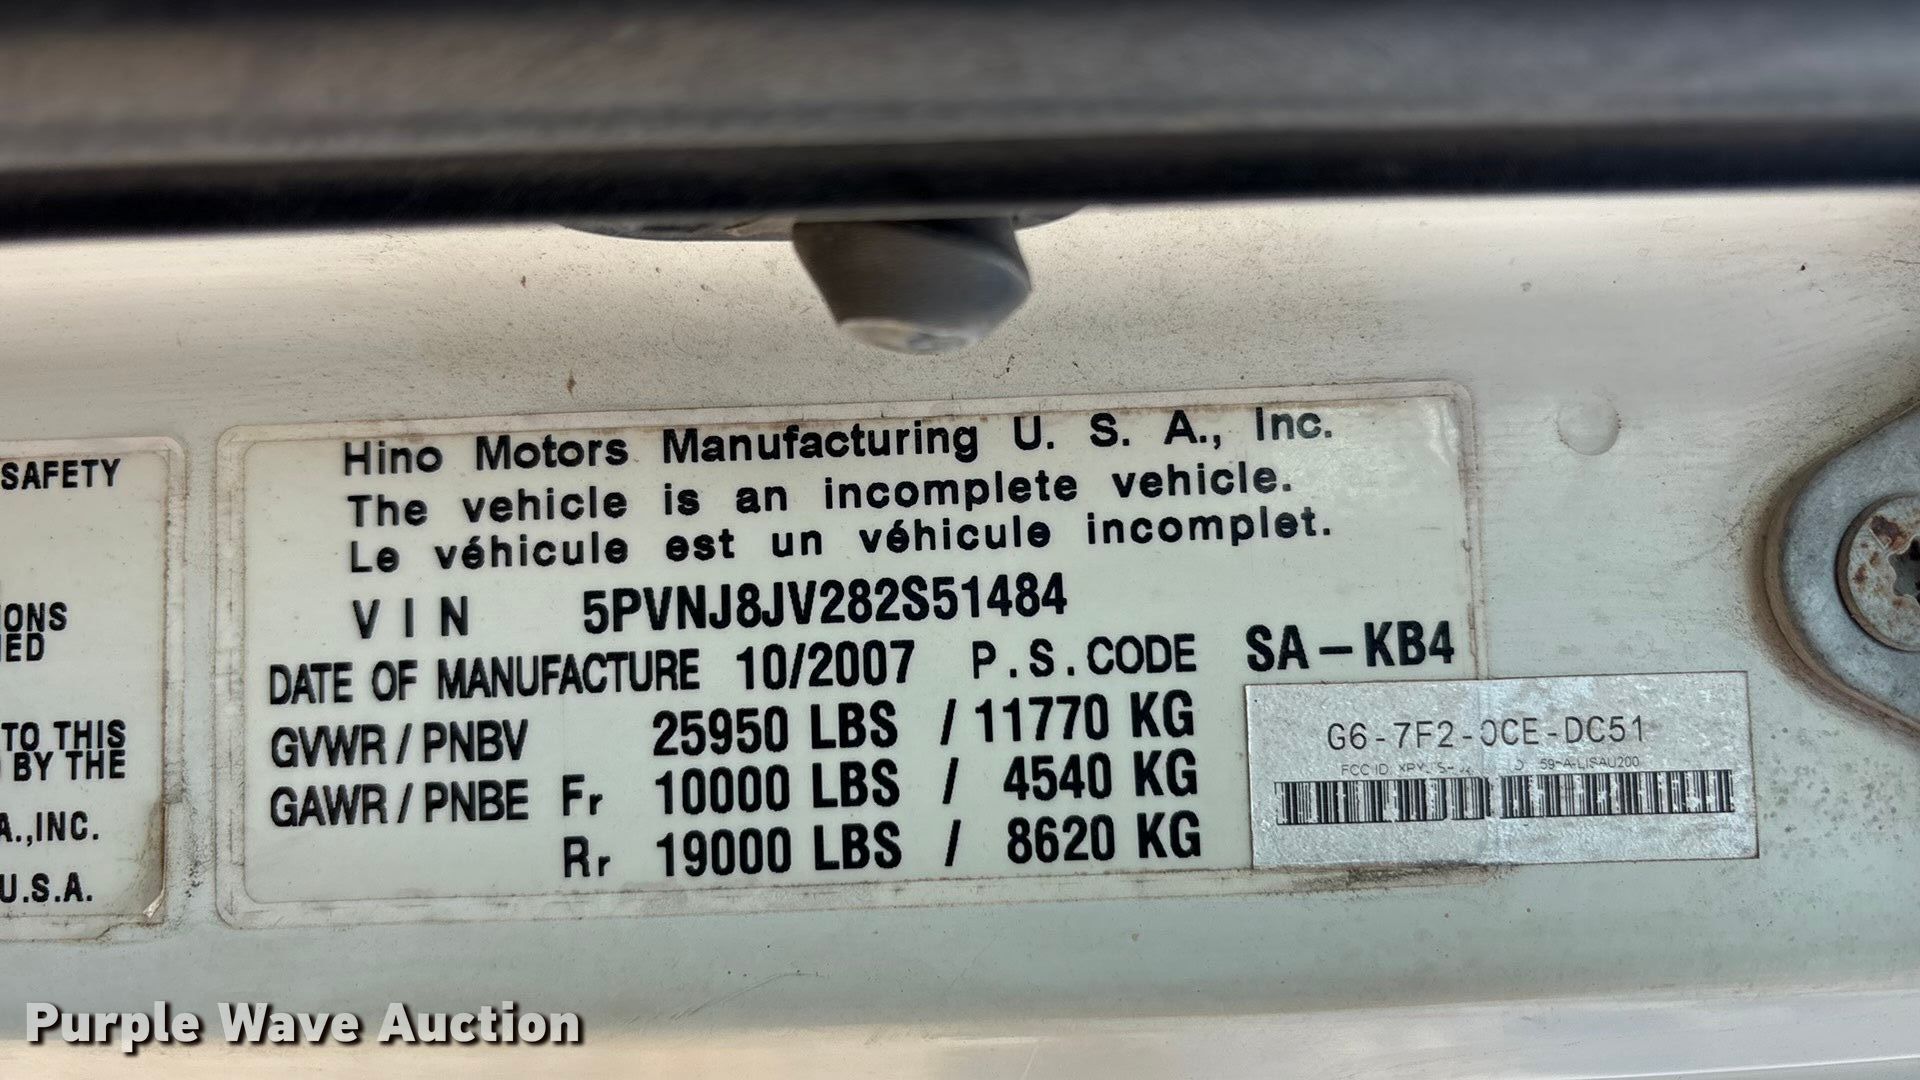 SAFETY
IONS
IED
TO THIS
BY THE
A.,INC.
U.S.A.
Hino Motors Manufacturing U. S. A., Inc.
The vehicle is an incomplete vehicle.
Le véhicule est un véhicule incomplet.
VIN 5PVNJ8JV282S51484
DATE OF MANUFACTURE 10/2007 P.S.CODE SA-KB4
GVWR/PNBV 25950 LBS / 11770 KG
GAWR/PNBE Fr 10000 LBS / 4540 KG
Rr 19000 LBS / 8620 KG
G6-7F2-0CE-DC51
FCC ID
Purple Wave Auction